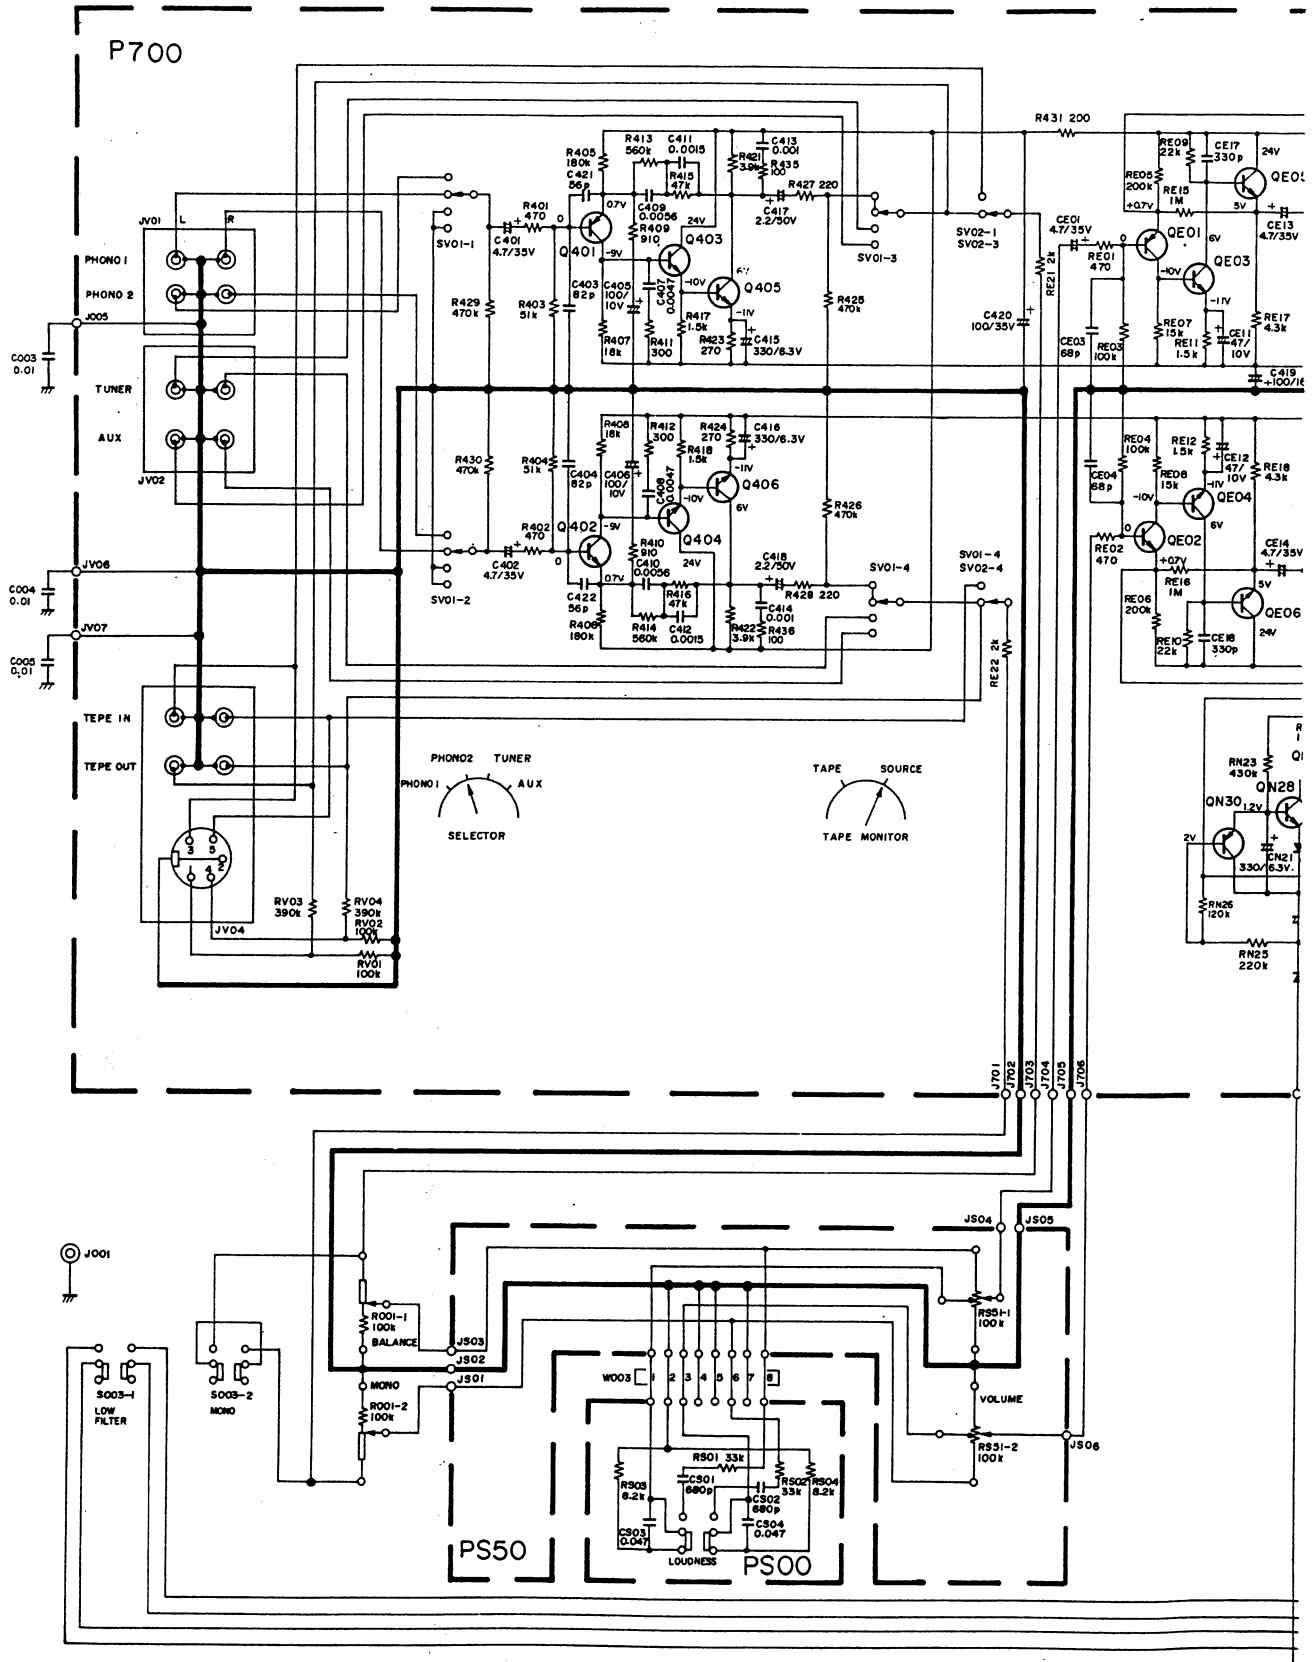 P700
R431 200
JV01
L
R
PHONO 1
PHONO 2
J005
C003
0.01
TUNER
AUX
JV02
JV06
C004
0.01
JV07
C005
0.01
TEPE IN
TEPE OUT
3
5
2
1
4
JV04
RV03
390k
RV04
390k
RV02
100k
RV01
100k
SV01-1
C401
4.7/35V
R401
470
0
R429
470k
R403
51k
R405
180k
C421
56p
Q401
0.7V
-9V
C403
82p
R407
18k
R413
560k
C411
0.0015
R415
47k
C409
0.0056
R409
910
C405
100/
10V
C407
0.0047
R411
300
Q403
24V
-10V
R417
1.5k
R421
3.9k
C413
0.001
R435
100
R427 220
C417
2.2/50V
6V
Q405
-11V
R423
270
C415
330/6.3V
R425
470k
SV01-3
SV02-1
SV02-3
C420
100/35V
RE21 2k
CE01
4.7/35V
RE01
470
0
CE03
68p
RE03
100k
RE05
200k
+0.7V
RE09
22k
CE17
330p
24V
QE05
RE15
1M
5V
CE13
4.7/35V
QE01
6V
-10V
QE03
-11V
RE07
15k
RE11
1.5k
CE11
47/
10V
RE17
4.3k
C419
+100/16
R430
470k
R404
51k
C404
82p
R408
18k
R412
300
C406
100/
10V
C408
0.0047
R418
1.5k
-10V
R424
270
C416
330/6.3V
-11V
Q406
6V
R426
470k
SV01-2
C402
4.7/35V
R402
470
0
Q402
-9V
0.7V
C422
56p
R406
180k
R410
910
C410
0.0056
R416
47k
R414
560k
C412
0.0015
Q404
24V
R422
3.9k
C418
2.2/50V
R428 220
C414
0.001
R436
100
SV01-4
SV01-4
SV02-4
RE22 2k
RE04
100k
CE04
68p
RE02
470
0
RE08
15k
-10V
QE02
RE12
1.5k
CE12
47/
10V
-11V
QE04
6V
RE18
4.3k
CE14
4.7/35V
+0.7V
RE16
1M
5V
QE06
RE06
200k
RE10
22k
CE18
330p
24V
PHONO 1
PHONO2
TUNER
AUX
SELECTOR
TAPE
SOURCE
TAPE MONITOR
RN23
430k
QN28
QN30
1.2V
2V
CN21
330/6.3V
RN26
120k
RN25
220k
J701
J702
J703
J704
J705
J706
J001
S003-1
LOW
FILTER
S003-2
MONO
R001-1
100k
BALANCE
MONO
R001-2
100k
JS03
JS02
JS01
JS04
JS05
RS51-1
100k
VOLUME
RS51-2
100k
JS06
W003
1
2
3
4
5
6
7
8
RS01 33k
RS03
8.2k
CS01
680p
CS02
680p
RS02
33k
RS04
8.2k
CS03
0.047
CS04
0.047
LOUDNESS
PS50
PS00